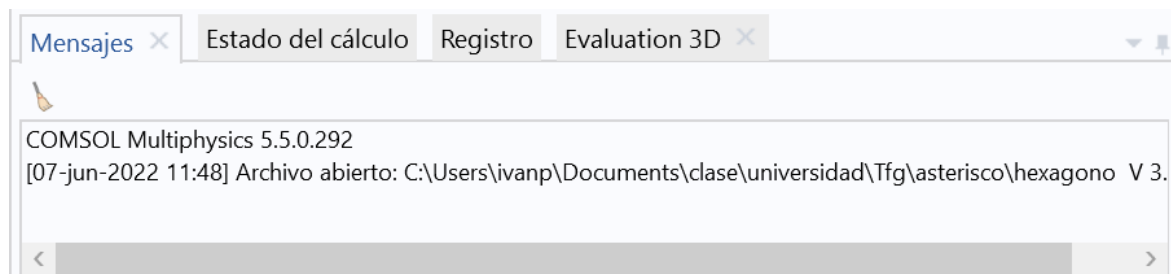 Mensajes Estado del cálculo Registro Evaluation 3D
COMSOL Multiphysics 5.5.0.292
[07-jun-2022 11:48] Archivo abierto: C:\Users\ivanp\Documents\clase\universidad\Tfg\asterisco\hexagono V 3.